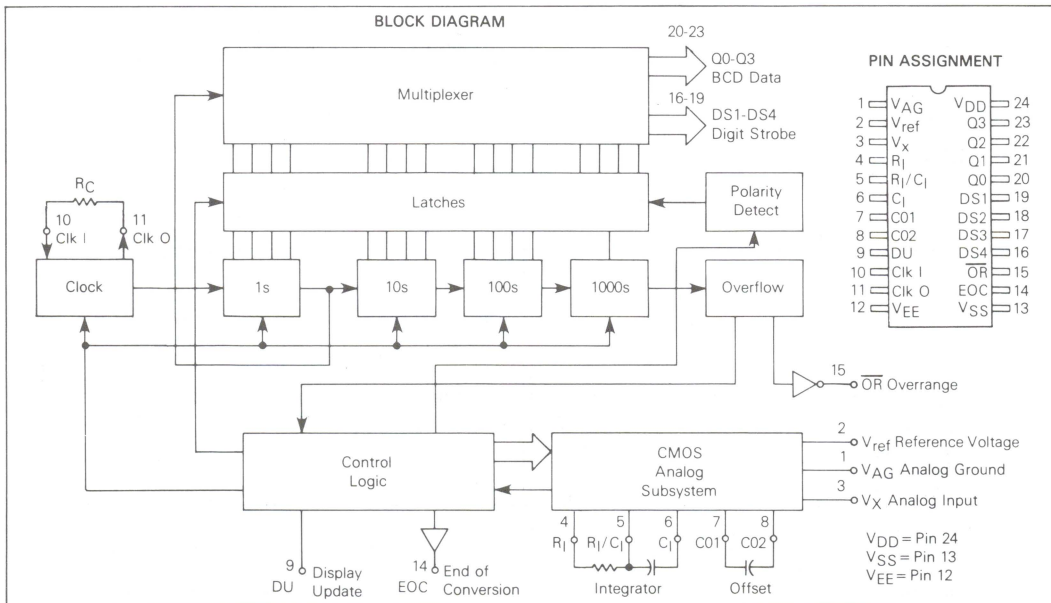 BLOCK DIAGRAM
Multiplexer
20-23
Q0-Q3
BCD Data
16-19
DS1-DS4
Digit Strobe
RC
10
Clk I
11
Clk O
Latches
Polarity
Detect
Clock
1s
10s
100s
1000s
Overflow
15
OR Overrange
Control
Logic
CMOS
Analog
Subsystem
2
Vref Reference Voltage
1
VAG Analog Ground
3
VX Analog Input
4
RI
5
RI/CI
6
CI
7
C01
8
C02
Integrator
Offset
9
DU
Display
Update
14
EOC
End of
Conversion
VDD = Pin 24
VSS = Pin 13
VEE = Pin 12
PIN ASSIGNMENT
1 VAG VDD 24
2 Vref Q3 23
3 Vx Q2 22
4 RI Q1 21
5 RI/CI Q0 20
6 CI DS1 19
7 C01 DS2 18
8 C02 DS3 17
9 DU DS4 16
10 Clk I OR 15
11 Clk O EOC 14
12 VEE VSS 13